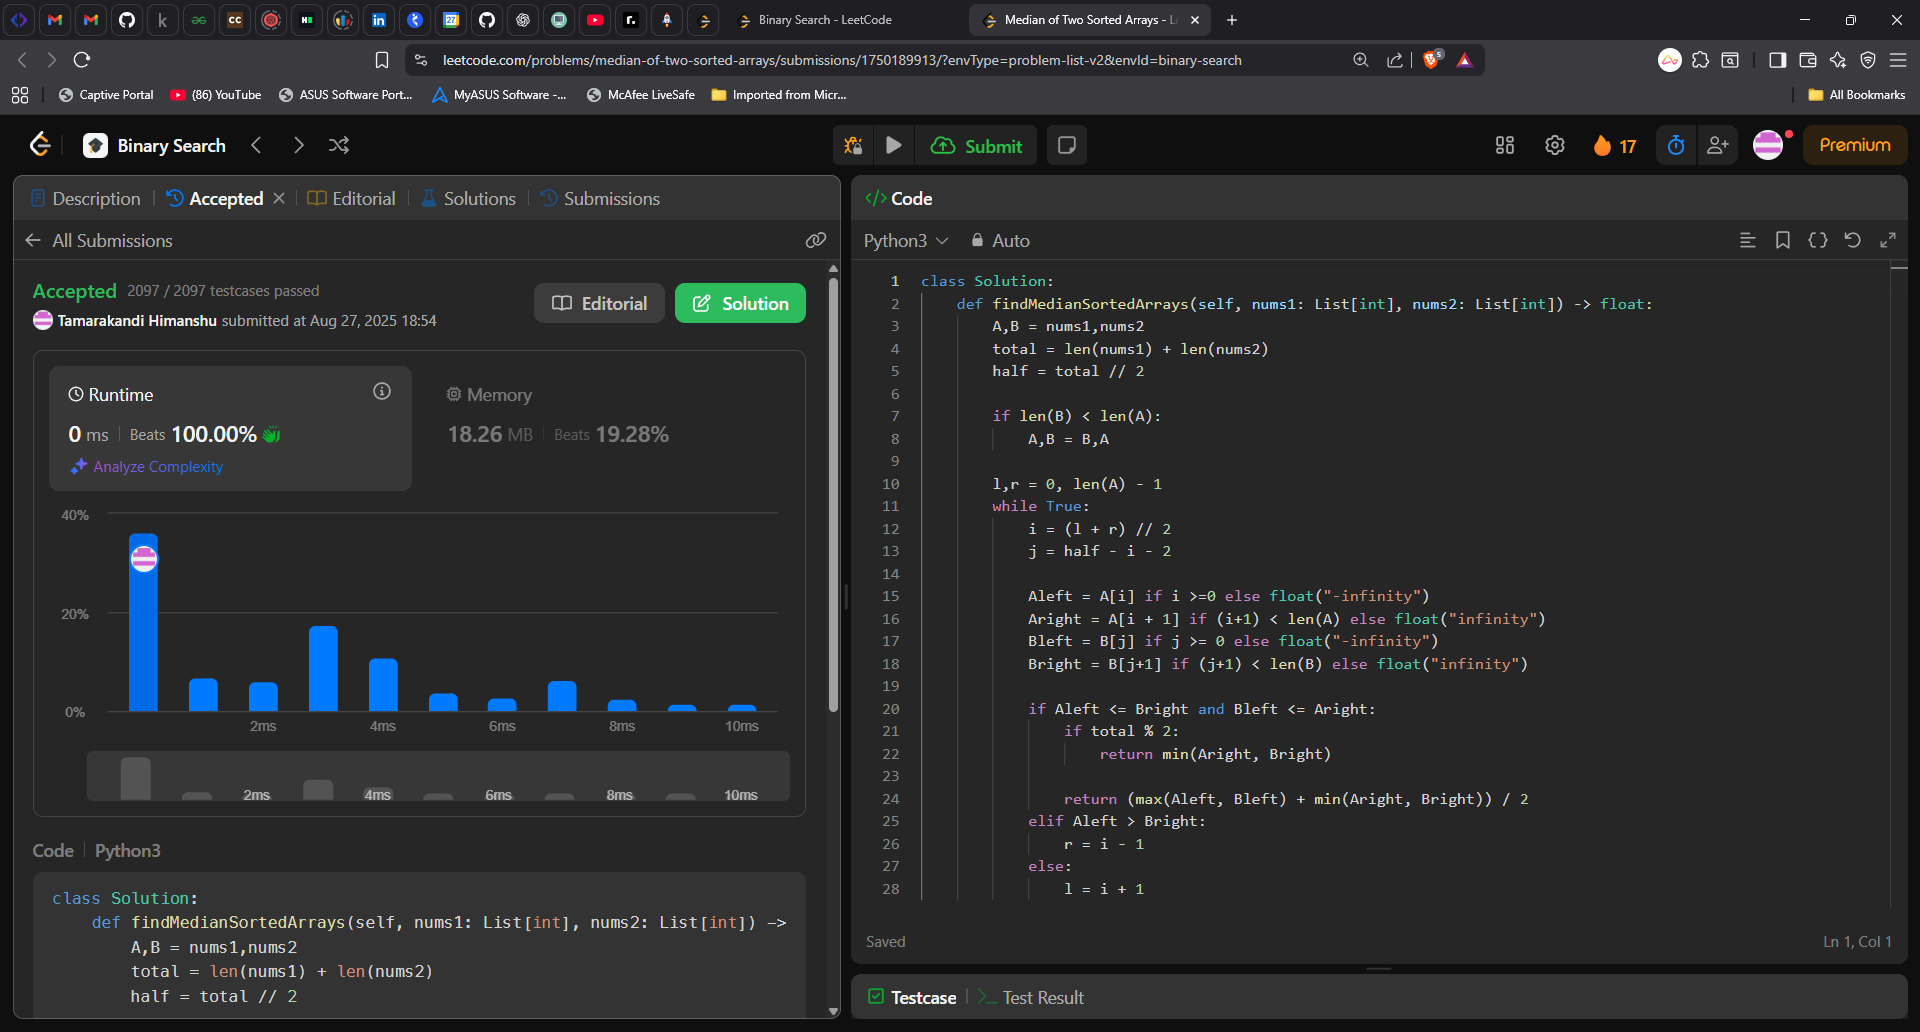 CC
27
Binary Search - LeetCode
Median of Two Sorted Arrays - L
leetcode.com/problems/median-of-two-sorted-arrays/submissions/1750189913/?envType=problem-list-v2&envId=binary-search
5
Captive Portal
(86) YouTube
ASUS Software Port...
MyASUS Software -...
McAfee LiveSafe
Imported from Micr...
All Bookmarks
Binary Search
Submit
17
Premium
Description
Accepted
Editorial
Solutions
Submissions
All Submissions
Accepted 2097 / 2097 testcases passed
Tamarakandi Himanshu submitted at Aug 27, 2025 18:54
Editorial
Solution
Runtime
0 ms | Beats 100.00%
Analyze Complexity
Memory
18.26 MB | Beats 19.28%
40%
20%
0%
2ms 4ms 6ms 8ms 10ms
2ms 4ms 6ms 8ms 10ms
Code | Python3
class Solution:
def findMedianSortedArrays(self, nums1: List[int], nums2: List[int]) ->
A,B = nums1,nums2
total = len(nums1) + len(nums2)
half = total // 2
</> Code
Python3
Auto
1 class Solution:
2 def findMedianSortedArrays(self, nums1: List[int], nums2: List[int]) -> float:
3 A,B = nums1,nums2
4 total = len(nums1) + len(nums2)
5 half = total // 2
6
7 if len(B) < len(A):
8 A,B = B,A
9
10 l,r = 0, len(A) - 1
11 while True:
12 i = (l + r) // 2
13 j = half - i - 2
14
15 Aleft = A[i] if i >=0 else float("-infinity")
16 Aright = A[i + 1] if (i+1) < len(A) else float("infinity")
17 Bleft = B[j] if j >= 0 else float("-infinity")
18 Bright = B[j+1] if (j+1) < len(B) else float("infinity")
19
20 if Aleft <= Bright and Bleft <= Aright:
21 if total % 2:
22 return min(Aright, Bright)
23
24 return (max(Aleft, Bleft) + min(Aright, Bright)) / 2
25 elif Aleft > Bright:
26 r = i - 1
27 else:
28 l = i + 1
Saved
Ln 1, Col 1
Testcase
Test Result